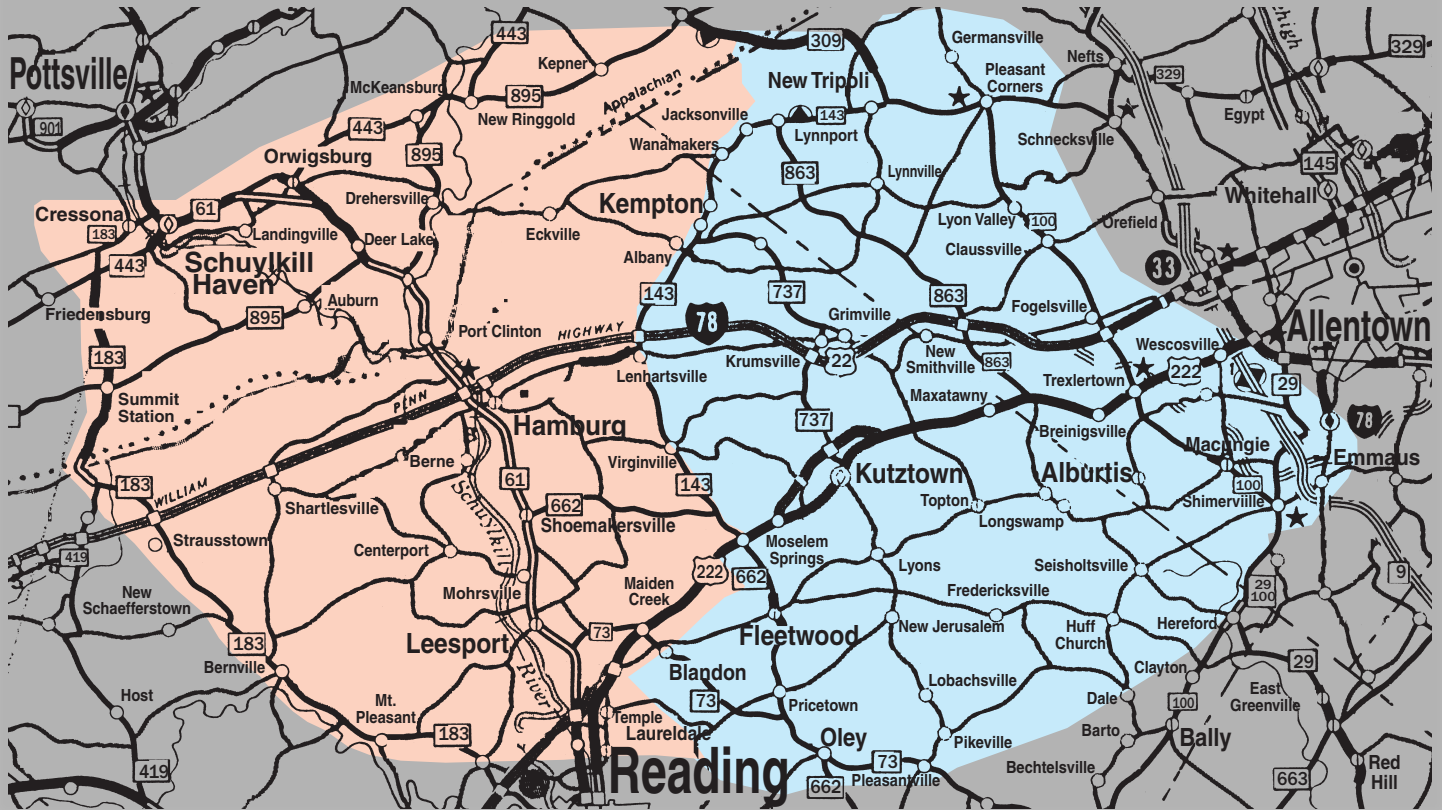 443
309
Germansville
329
Pottsville
Kepner
New Tripoli
Nefts
Pleasant
Corners
329
McKeansburg
895
Appalachian
901
New Ringgold
Jacksonville
143
Egypt
443
Lynnport
Schnecksville
Orwigsburg
895
Wanamakers
145
863
Lynnville
Whitehall
Drehersville
Kempton
Cressona
61
Lyon Valley
100
Orefield
183
Landingville
Deer Lake
Eckville
Claussville
443
Schuylkill
Haven
Albany
33
143
737
863
Auburn
Friedensburg
895
78
Grimville
Fogelsville
Port Clinton
HIGHWAY
Allentown
183
Krumsville
22
New
Smithville
863
Wescosville
222
Lenhartsville
Trexlertown
29
Summit
Station
PENN
Maxatawny
Hamburg
737
Breinigsville
78
Berne
Virginville
Macungie
Emmaus
183
WILLIAM
61
143
Kutztown
Alburtis
100
Shartlesville
Schuylkill
662
Shoemakersville
Topton
Longswamp
Shimerville
Strausstown
Centerport
Moselem
Springs
419
222
662
Lyons
Seisholtsville
9
New
Schaefferstown
Mohrsville
Maiden
Creek
Fredericksville
29
100
183
Leesport
73
Fleetwood
New Jerusalem
Huff
Church
Hereford
Bernville
River
Blandon
Lobachsville
Clayton
29
Host
Mt.
Pleasant
73
Pricetown
Dale
100
East
Greenville
183
Temple
Laureldale
Oley
Pikeville
Barto
Bally
419
Reading
73
Pleasantville
662
Bechtelsville
663
Red
Hill